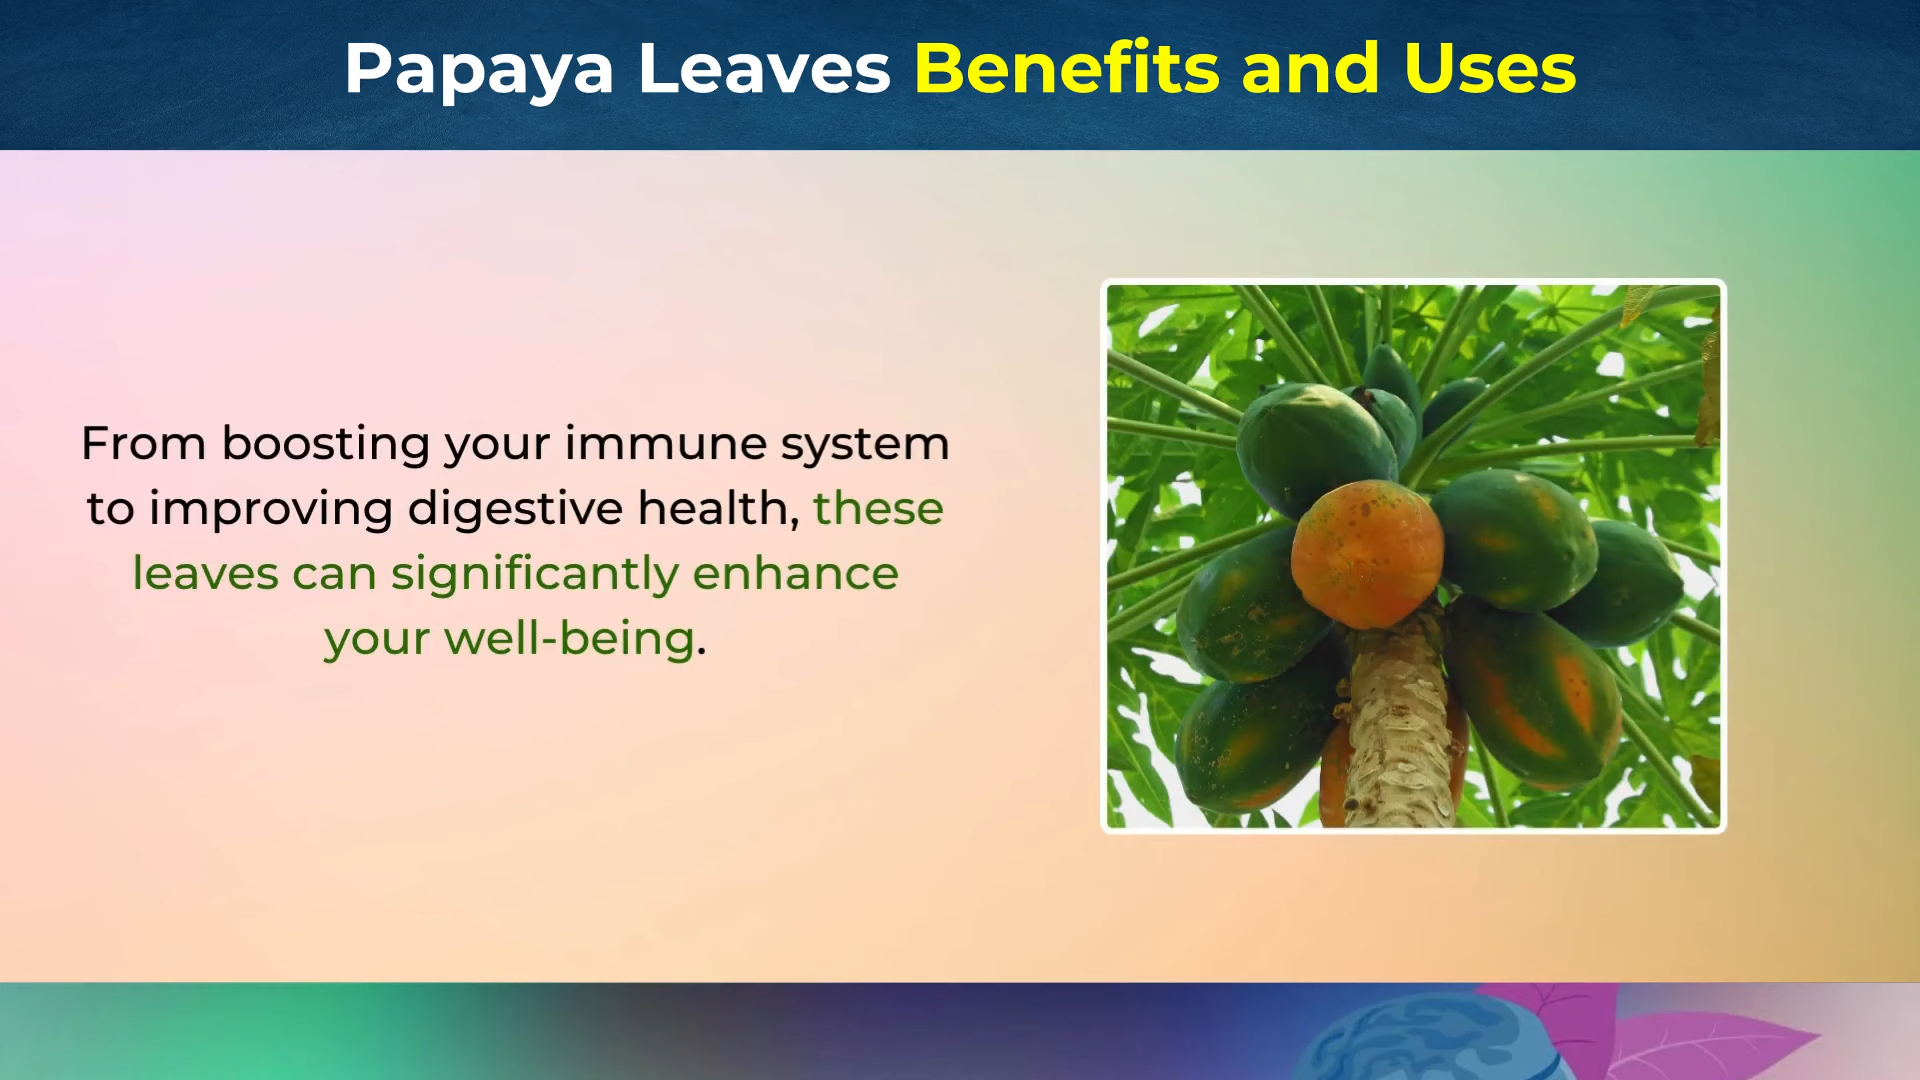 Papaya Leaves Benefits and Uses
From boosting your immune system
to improving digestive health, these
leaves can significantly enhance
your well-being.